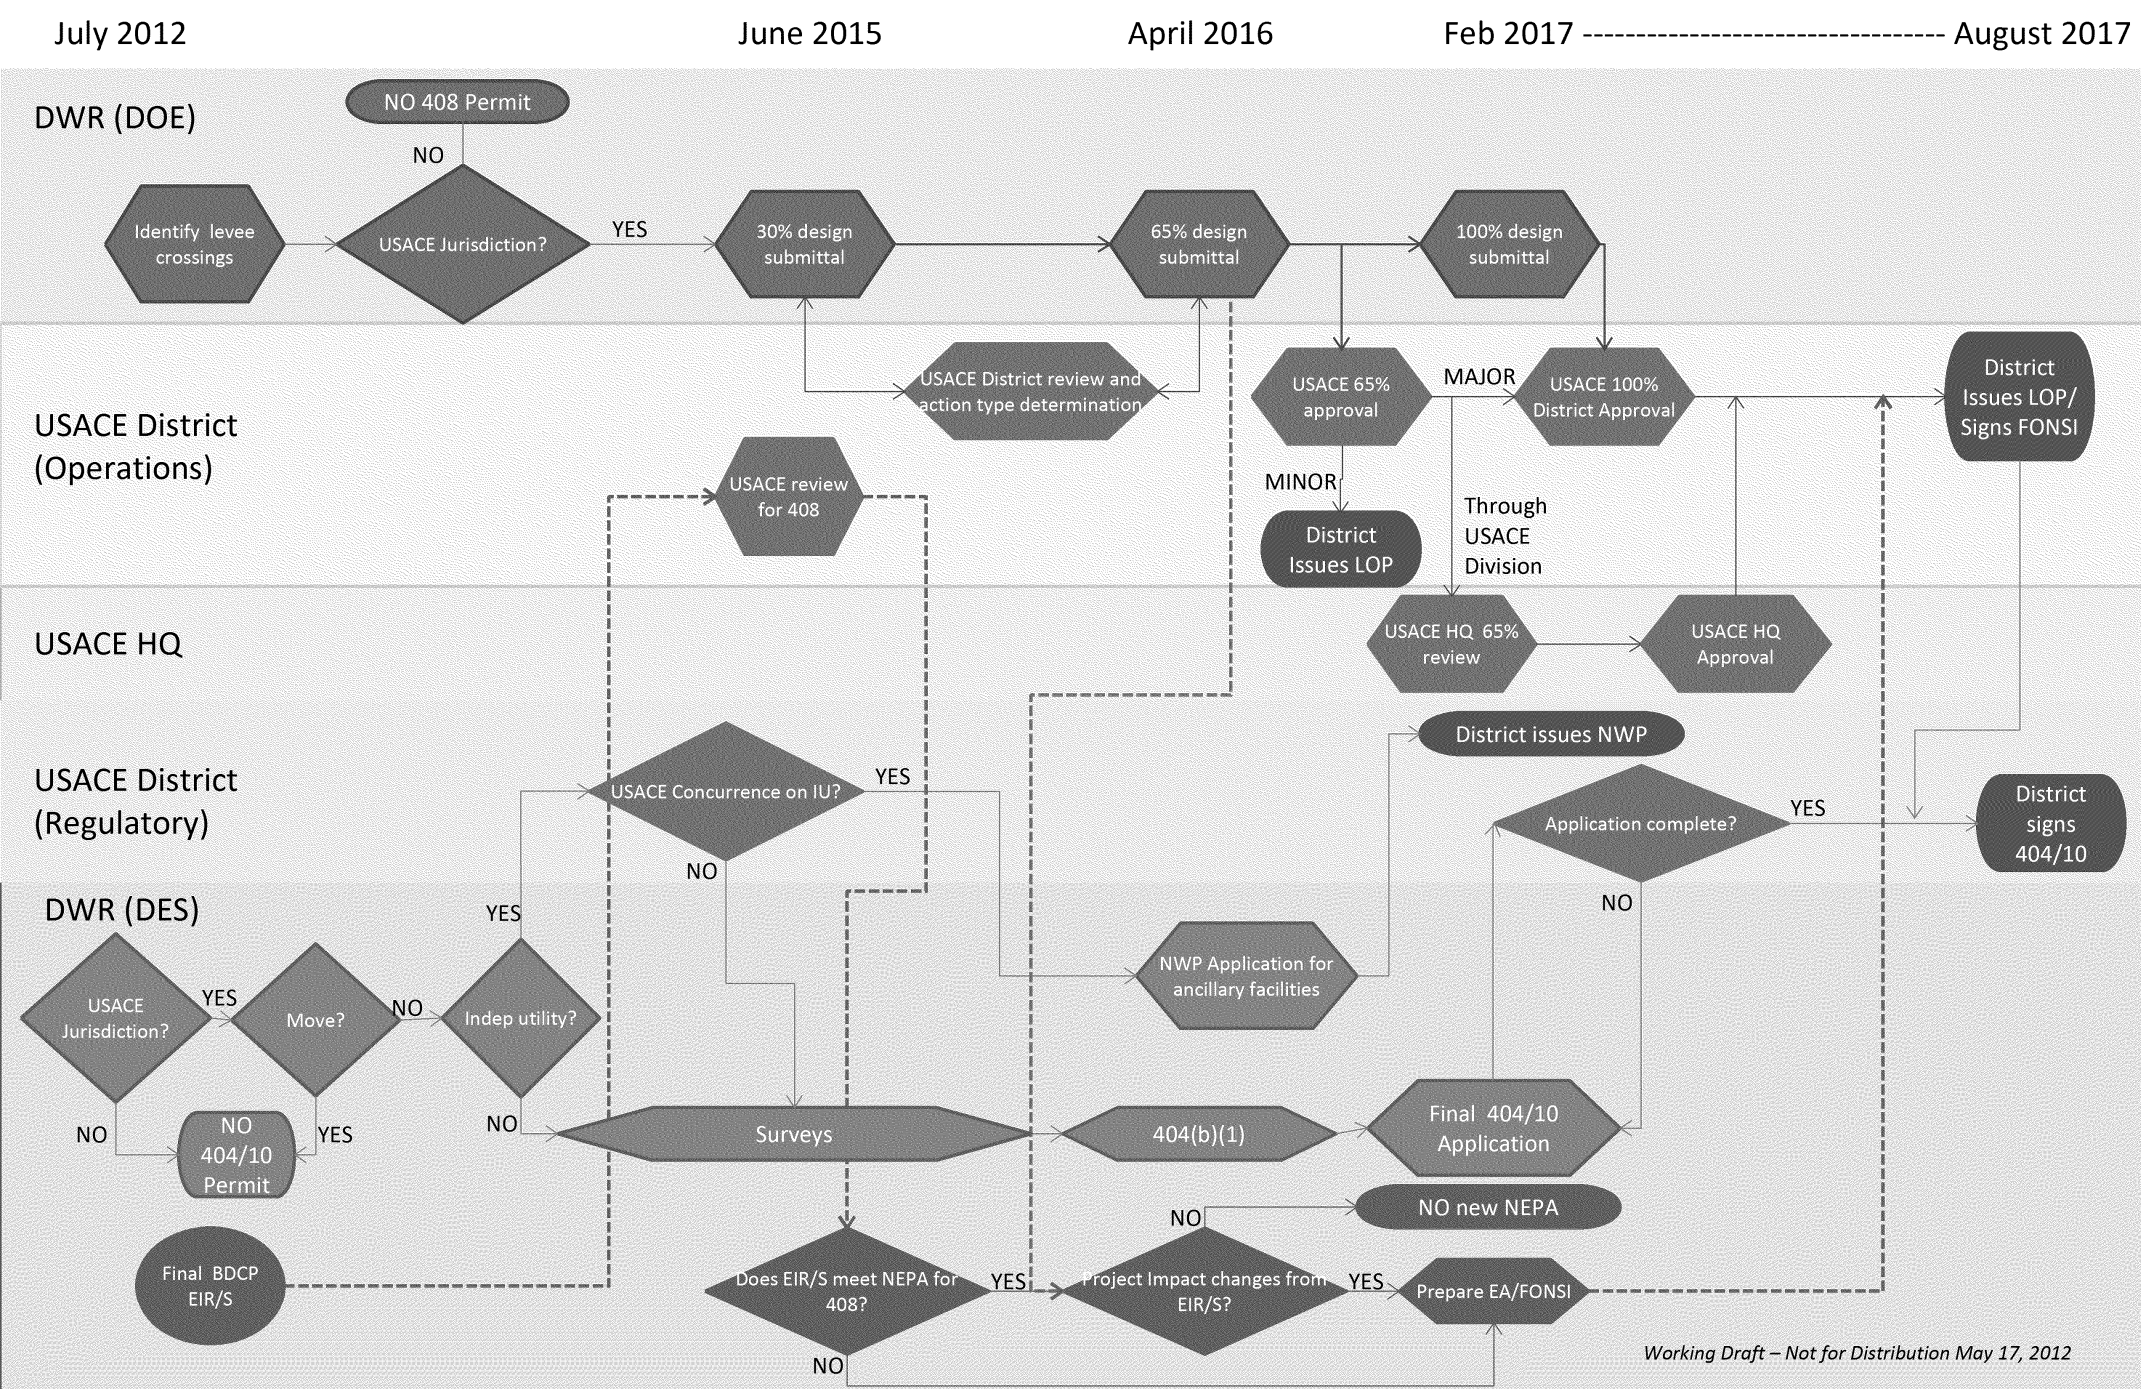 July 2012
June 2015
April 2016
Feb 2017 --------------------------------- August 2017
DWR (DOE)
NO 408 Permit
NO
Identify levee
crossings
USACE Jurisdiction?
YES
30% design
submittal
65% design
submittal
100% design
submittal
USACE District
(Operations)
USACE District review and
action type determination
USACE 65%
approval
MAJOR
USACE 100%
District Approval
District
Issues LOP/
Signs FONSI
USACE review
for 408
MINOR
District
Issues LOP
Through
USACE
Division
USACE HQ
USACE HQ 65%
review
USACE HQ
Approval
USACE District
(Regulatory)
USACE Concurrence on IU?
YES
NO
District issues NWP
Application complete?
YES
NO
District
signs
404/10
DWR (DES)
USACE
Jurisdiction?
YES
NO
Move?
NO
YES
Indep utility?
YES
NO
NO
404/10
Permit
NWP Application for
ancillary facilities
Surveys
404(b)(1)
Final 404/10
Application
Final BDCP
EIR/S
Does EIR/S meet NEPA for
408?
YES
NO
Project Impact changes from
EIR/S?
NO
YES
NO new NEPA
Prepare EA/FONSI
Working Draft – Not for Distribution May 17, 2012